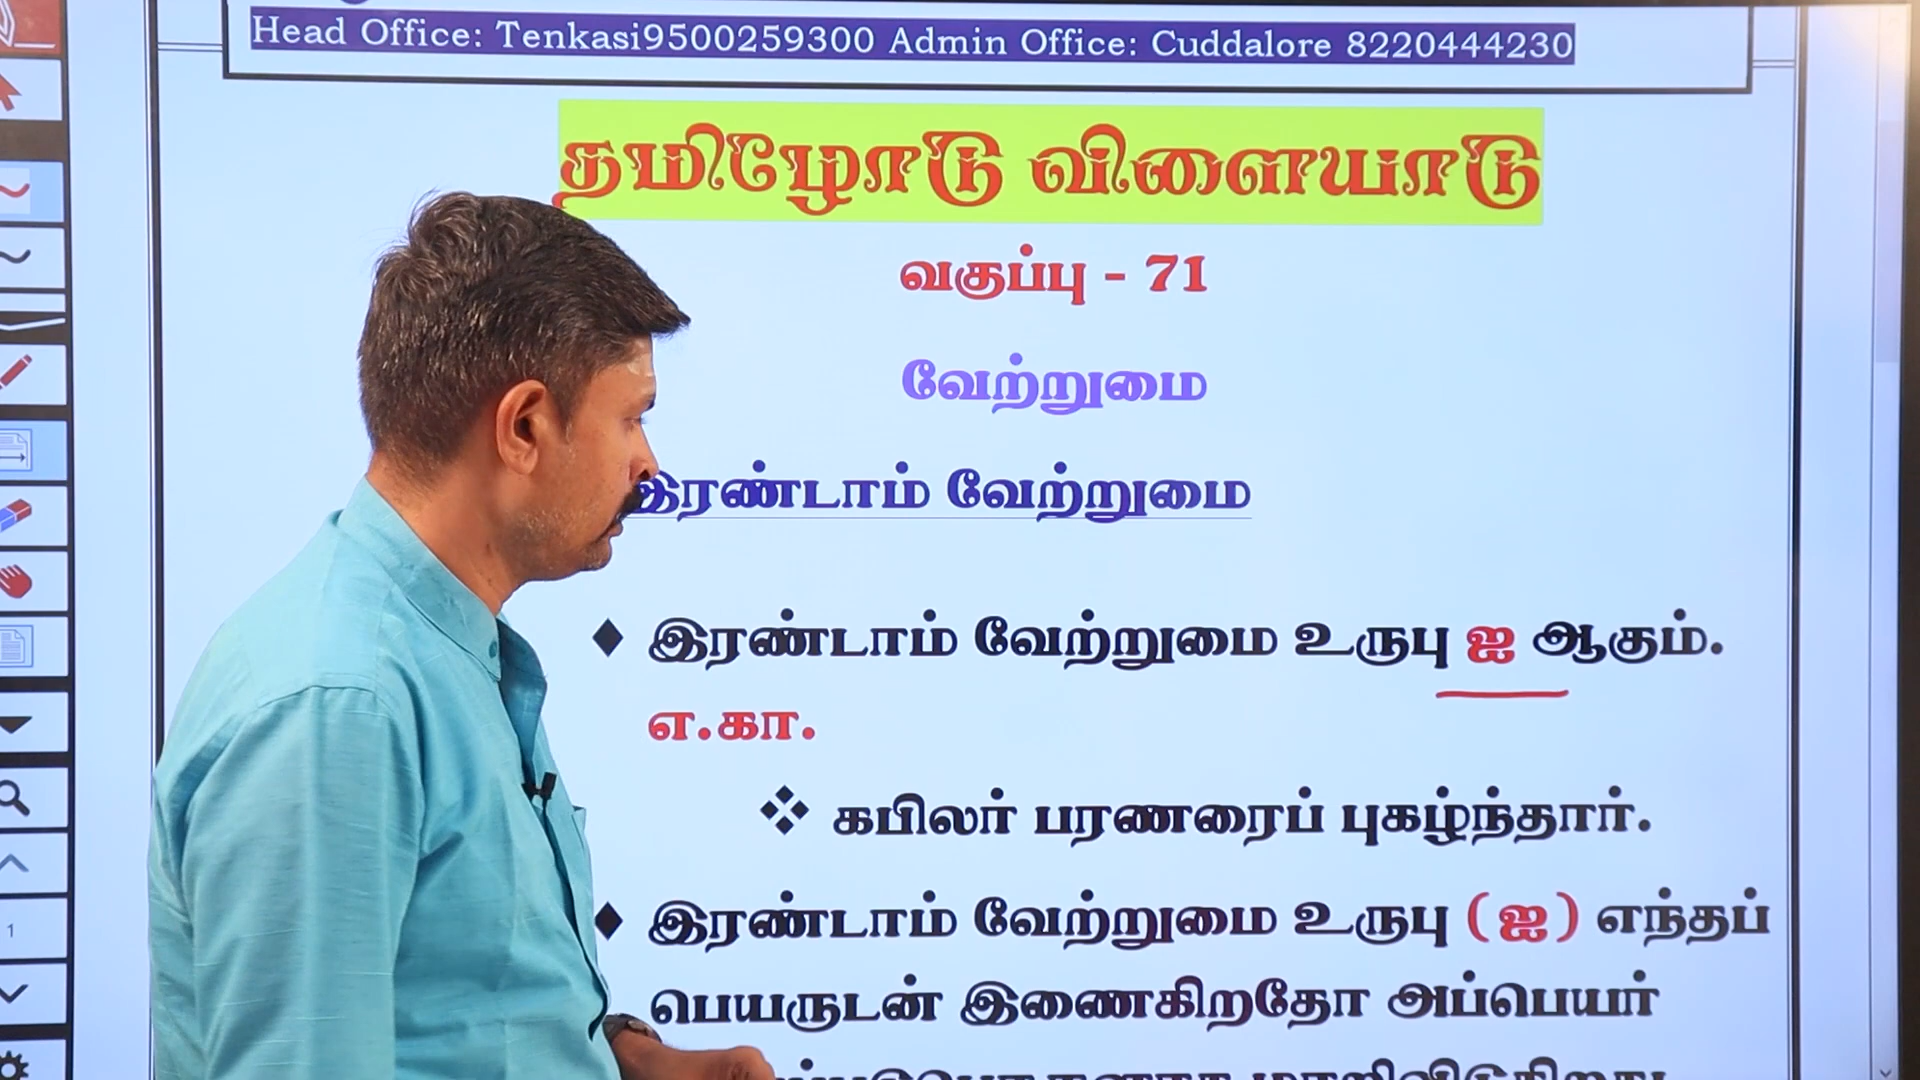 Head Office: Tenkasi9500259300 Admin Office: Cuddalore 8220444230
தமிழோடு விளையாடு
வகுப்பு - 71
வேற்றுமை
இரண்டாம் வேற்றுமை
♦ இரண்டாம் வேற்றுமை உருபு ஐ ஆகும்.
எ.கா.
❖ கபிலர் பரணரைப் புகழ்ந்தார்.
♦ இரண்டாம் வேற்றுமை உருபு (ஐ) எந்தப்
பெயருடன் இணைகிறதோ அப்பெயர்
1